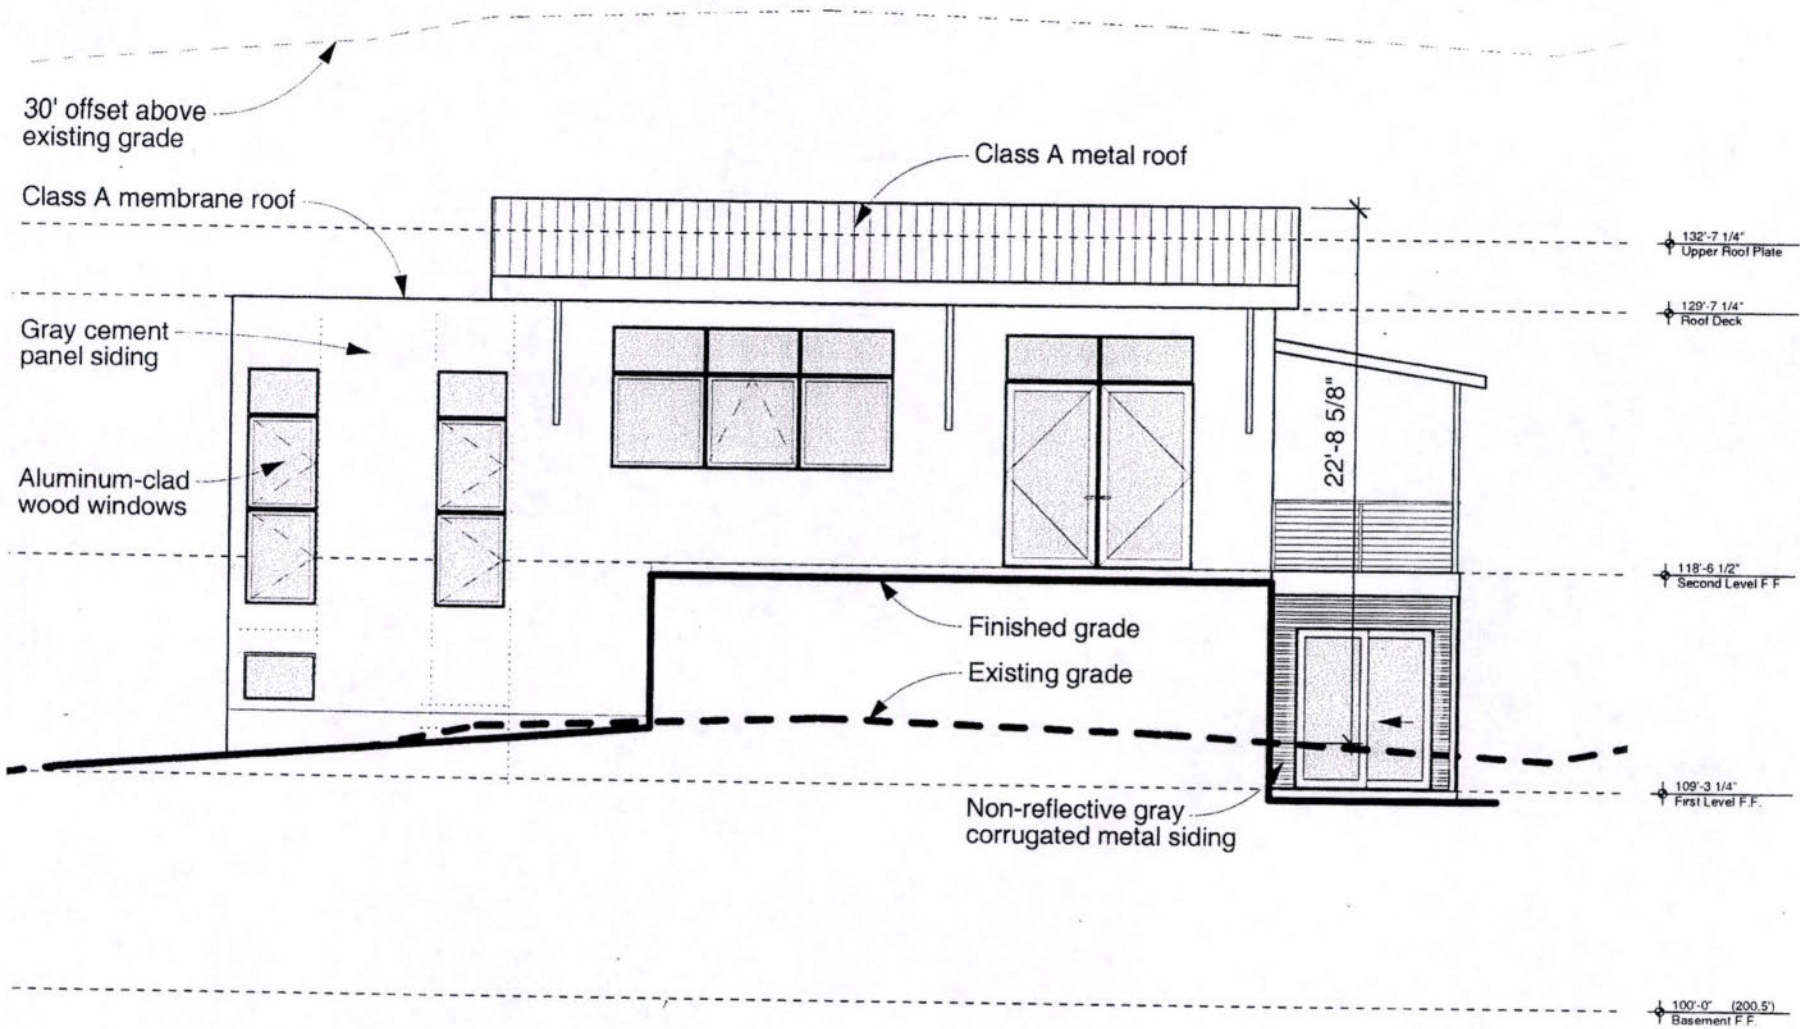 30' offset above
existing grade
Class A metal roof
Class A membrane roof
132'-7 1/4"
Upper Roof Plate
129'-7 1/4"
Roof Deck
Gray cement
panel siding
22'-8 5/8"
Aluminum-clad
wood windows
118'-6 1/2"
Second Level F F
Finished grade
Existing grade
109'-3 1/4"
First Level F.F.
Non-reflective gray
corrugated metal siding
100'-0" (200.5')
Basement F.F.